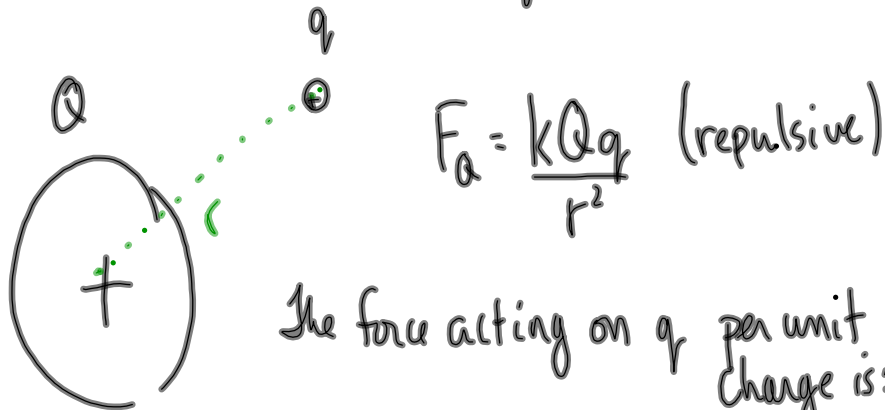 q
Q
+
F_Q = kQq/r² (repulsive)
r
+
The force acting on q per unit
charge is: